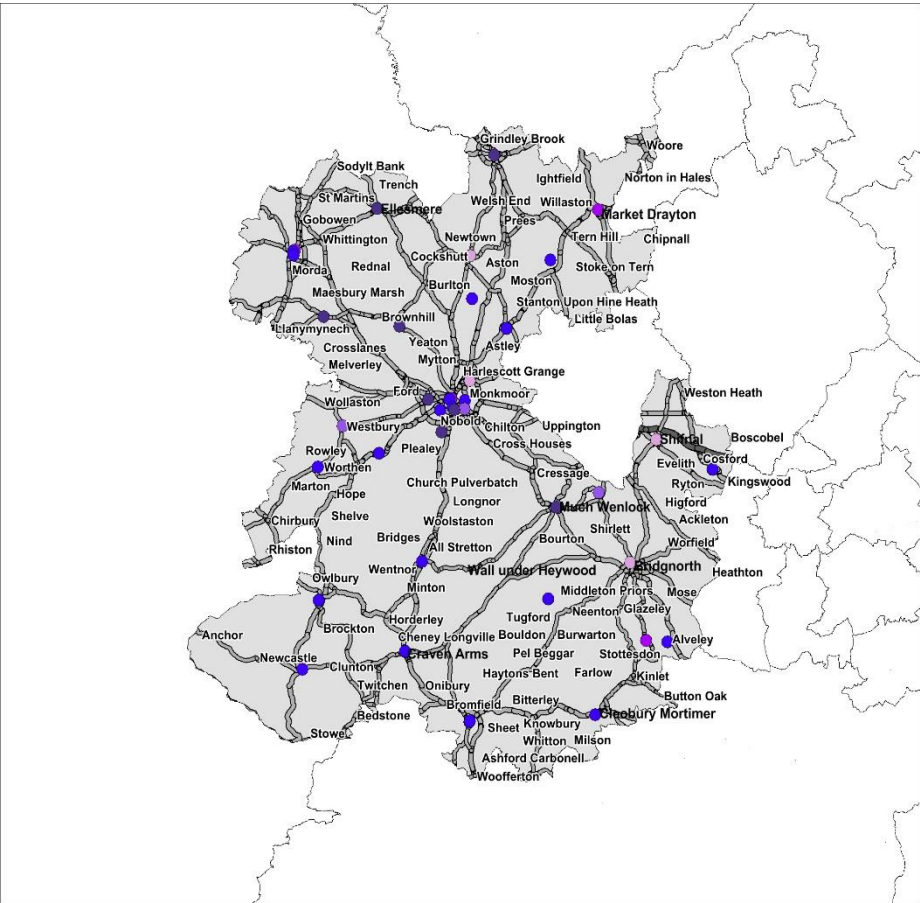 Grindley Brook
Woore
Sodylt Bank
Ightfield
Norton in Hales
Trench
St Martins
Welsh End
Willaston
Ellesmere
Market Drayton
Gobowen
Prees
Whittington
Newtown
Tern Hill
Chipnall
Cockshutt
Aston
Rednal
Stoke on Tern
Morda
Moston
Burlton
Maesbury Marsh
Stanton Upon Hine Heath
Brownhill
Little Bolas
Llanymynech
Yeaton
Astley
Crosslanes
Mytton
Melverley
Harlescott Grange
Ford
Monkmoor
Weston Heath
Wollaston
Westbury
Nobold
Chilton
Uppington
Shifnal
Boscobel
Plealey
Cross Houses
Rowley
Cosford
Worthen
Evelith
Cressage
Kingswood
Marton
Church Pulverbatch
Ryton
Hope
Longnor
Higford
Much Wenlock
Chirbury
Shelve
Woolstaston
Ackleton
Shirlett
Bridges
Bourton
Nind
Worfield
Rhiston
All Stretton
Bridgnorth
Wentnor
Wall under Heywood
Heathton
Owlbury
Minton
Middleton Priors
Mose
Tugford
Neenton
Glazeley
Horderley
Brockton
Anchor
Cheney Longville
Bouldon
Burwarton
Alveley
Craven Arms
Pel Beggar
Stottesdon
Newcastle
Clunton
Haytons Bent
Farlow
Kinlet
Twitchen
Onibury
Button Oak
Bitterley
Bromfield
Bedstone
Cleobury Mortimer
Sheet
Knowbury
Stowe
Whitton
Milson
Ashford Carbonell
Woofferton